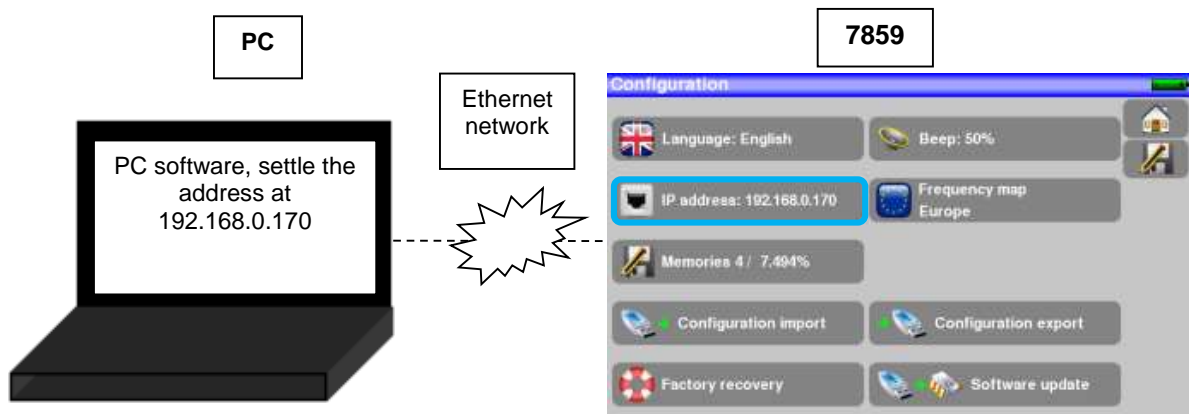 PC
7859
Ethernet
network
PC software, settle the
address at
192.168.0.170
Configuration
Language: English
Beep: 50%
IP address: 192.168.0.170
Frequency map
Europe
Memories 4 / 7.494%
Configuration import
Configuration export
Factory recovery
Software update